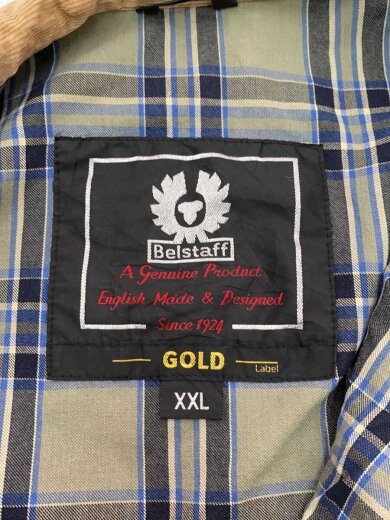 Belstaff
A Genuine Product
English Made & Designed
Since 1924
GOLD Label
XXL